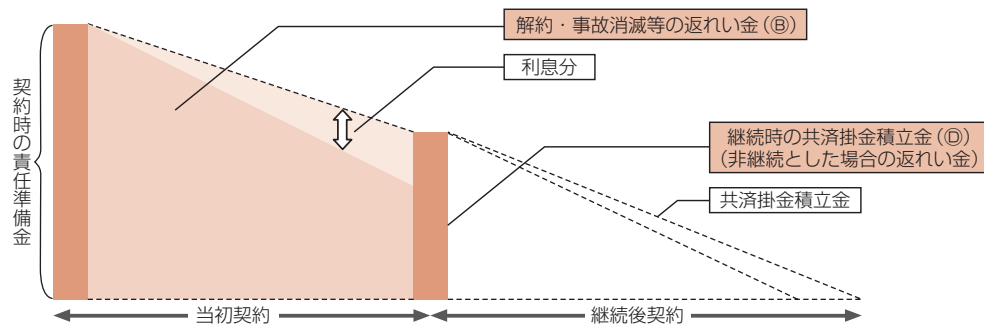 解約・事故消滅等の返れい金（Ⓑ）
利息分
契約時の責任準備金
継続時の共済掛金積立金（Ⓓ）
（非継続とした場合の返れい金）
共済掛金積立金
当初契約
継続後契約